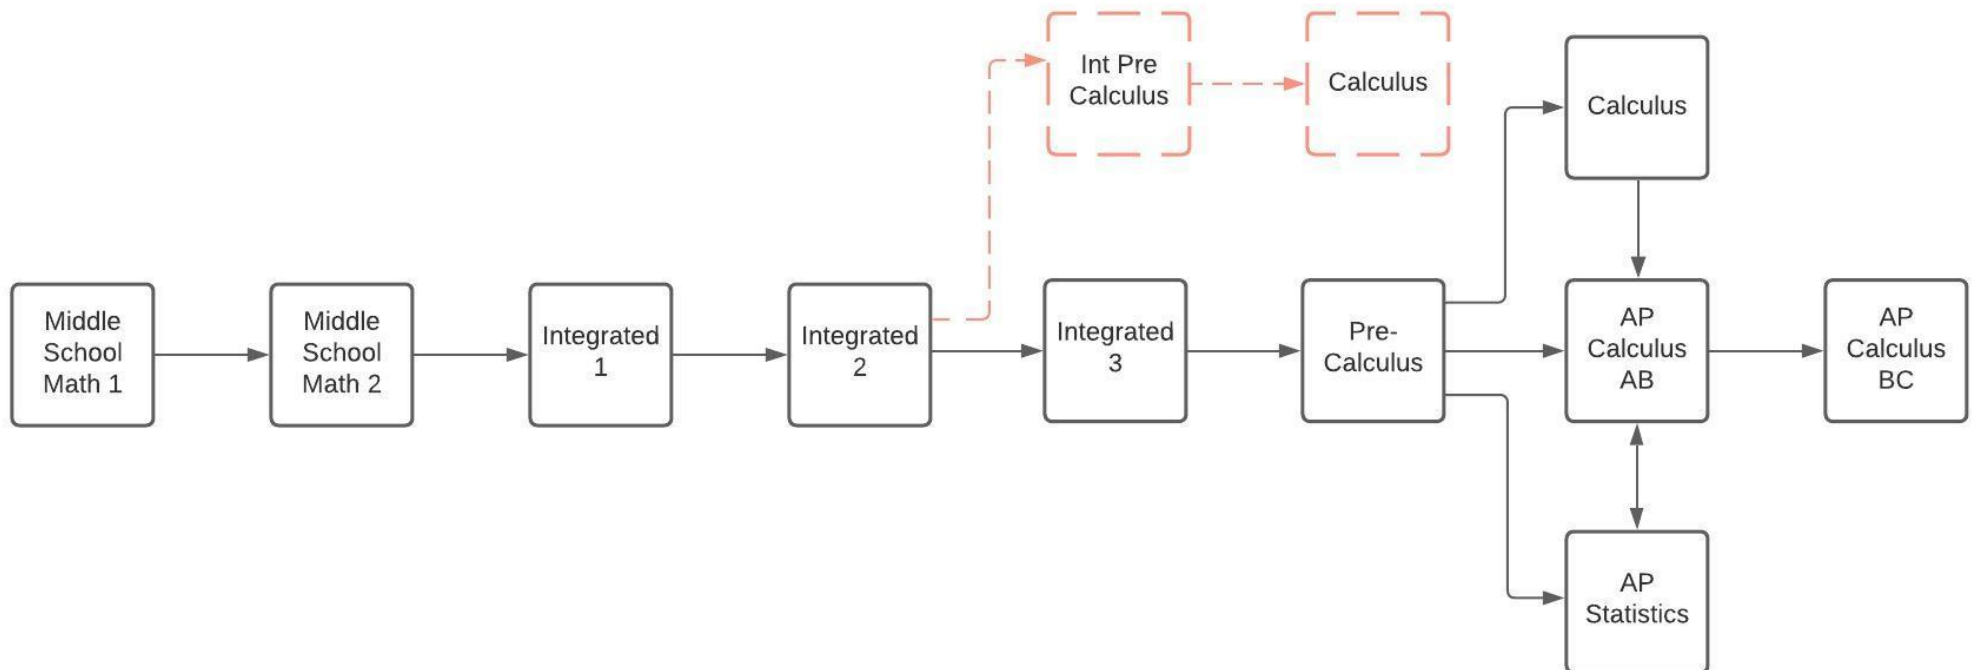 Int Pre
Calculus
Calculus
Calculus
Middle
School
Math 1
Middle
School
Math 2
Integrated
1
Integrated
2
Integrated
3
Pre-
Calculus
AP
Calculus
AB
AP
Calculus
BC
AP
Statistics